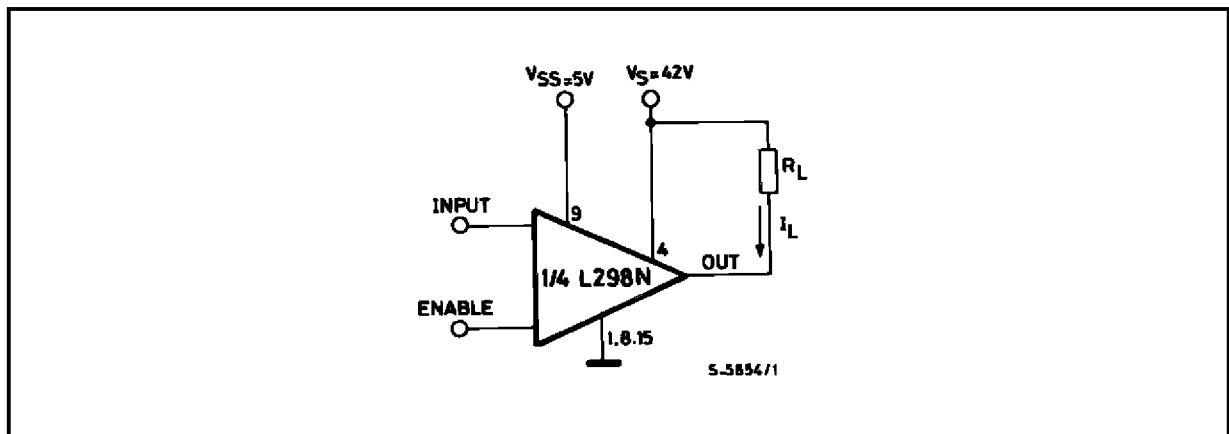 VSS=5V
VS=42V
RL
INPUT
9
IL
4
OUT
1/4 L298N
ENABLE
1.8.15
S-5854/1